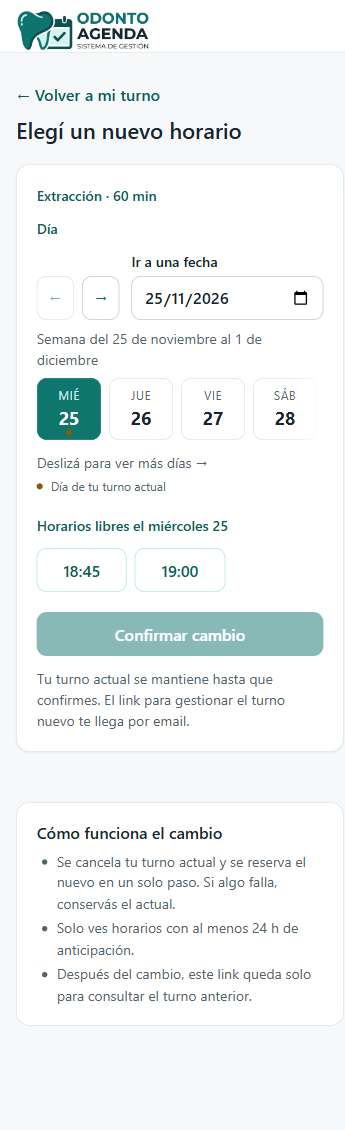 ODONTO
AGENDA
SISTEMA DE GESTIÓN
← Volver a mi turno
Elegí un nuevo horario
Extracción · 60 min
Día
Ir a una fecha
←
→
25/11/2026
Semana del 25 de noviembre al 1 de
diciembre
MIÉ
25
JUE
26
VIE
27
SÁB
28
Deslizá para ver más días →
Día de tu turno actual
Horarios libres el miércoles 25
18:45
19:00
Confirmar cambio
Tu turno actual se mantiene hasta que
confirmes. El link para gestionar el turno
nuevo te llega por email.
Cómo funciona el cambio
• Se cancela tu turno actual y se reserva el
nuevo en un solo paso. Si algo falla,
conservás el actual.
• Solo ves horarios con al menos 24 h de
anticipación.
• Después del cambio, este link queda solo
para consultar el turno anterior.